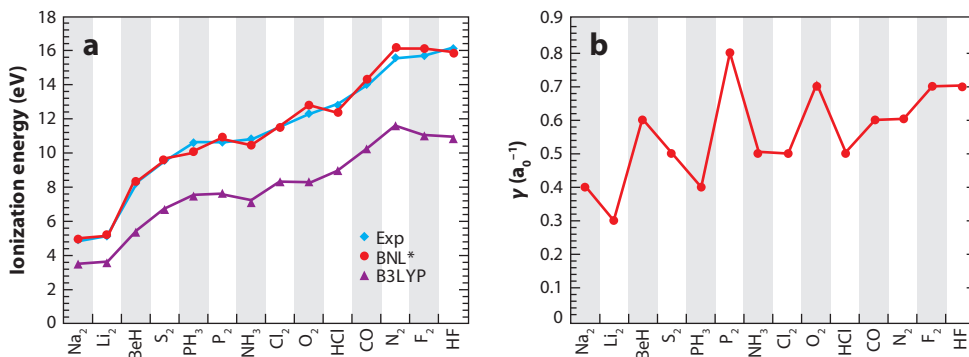 a
Ionization energy (eV)
18
16
14
12
10
8
6
4
2
0
Exp
BNL*
B3LYP
Na₂
Li₂
BeH
S₂
PH₃
P₂
NH₃
Cl₂
O₂
HCl
CO
N₂
F₂
HF
b
γ (a₀⁻¹)
0.9
0.8
0.7
0.6
0.5
0.4
0.3
0.2
0.1
0
Na₂
Li₂
BeH
S₂
PH₃
P₂
NH₃
Cl₂
O₂
HCl
CO
N₂
F₂
HF